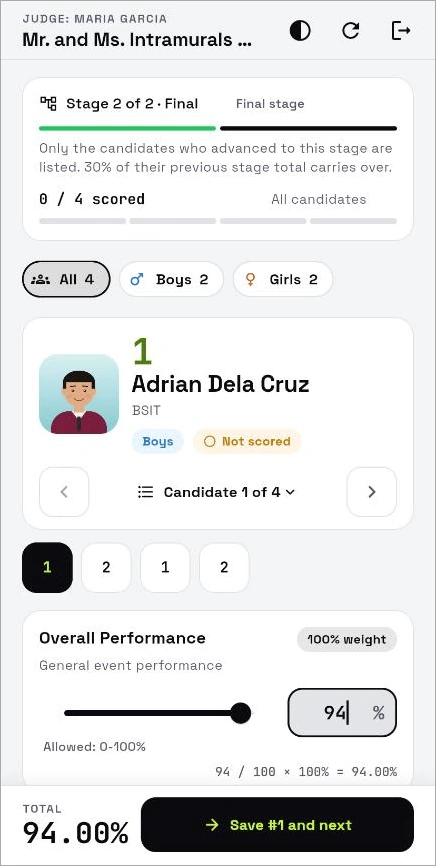 JUDGE: MARIA GARCIA
Mr. and Ms. Intramurals ...
Stage 2 of 2 · Final
Final stage
Only the candidates who advanced to this stage are
listed. 30% of their previous stage total carries over.
0 / 4 scored
All candidates
All 4
Boys 2
Girls 2
1
Adrian Dela Cruz
BSIT
Boys
Not scored
Candidate 1 of 4
1
2
1
2
Overall Performance
100% weight
General event performance
94 %
Allowed: 0-100%
94 / 100 × 100% = 94.00%
TOTAL
94.00%
Save #1 and next